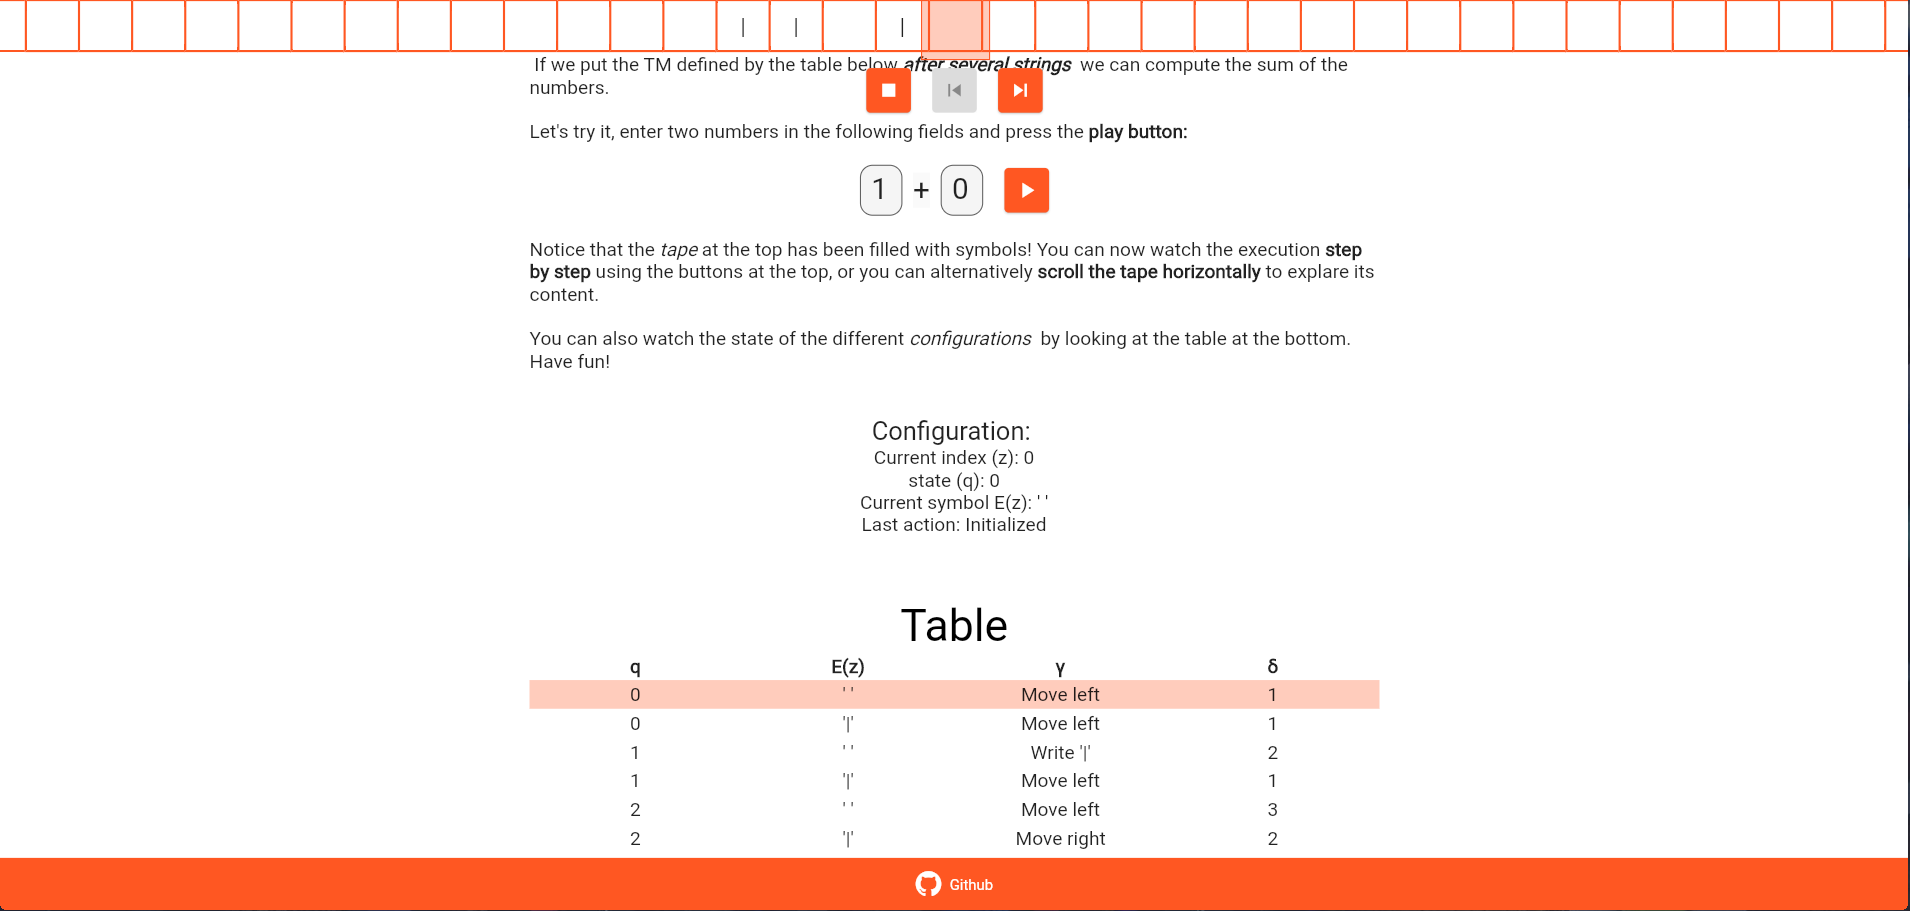 | | |
If we put the TM defined by the table below after several strings we can compute the sum of the
numbers.
Let's try it, enter two numbers in the following fields and press the play button:
1 + 0
Notice that the tape at the top has been filled with symbols! You can now watch the execution step
by step using the buttons at the top, or you can alternatively scroll the tape horizontally to explare its
content.
You can also watch the state of the different configurations by looking at the table at the bottom.
Have fun!
Configuration:
Current index (z): 0
state (q): 0
Current symbol E(z): ' '
Last action: Initialized
Table
q E(z) γ δ
0 ' ' Move left 1
0 '|' Move left 1
1 ' ' Write '|' 2
1 '|' Move left 1
2 ' ' Move left 3
2 '|' Move right 2
Github